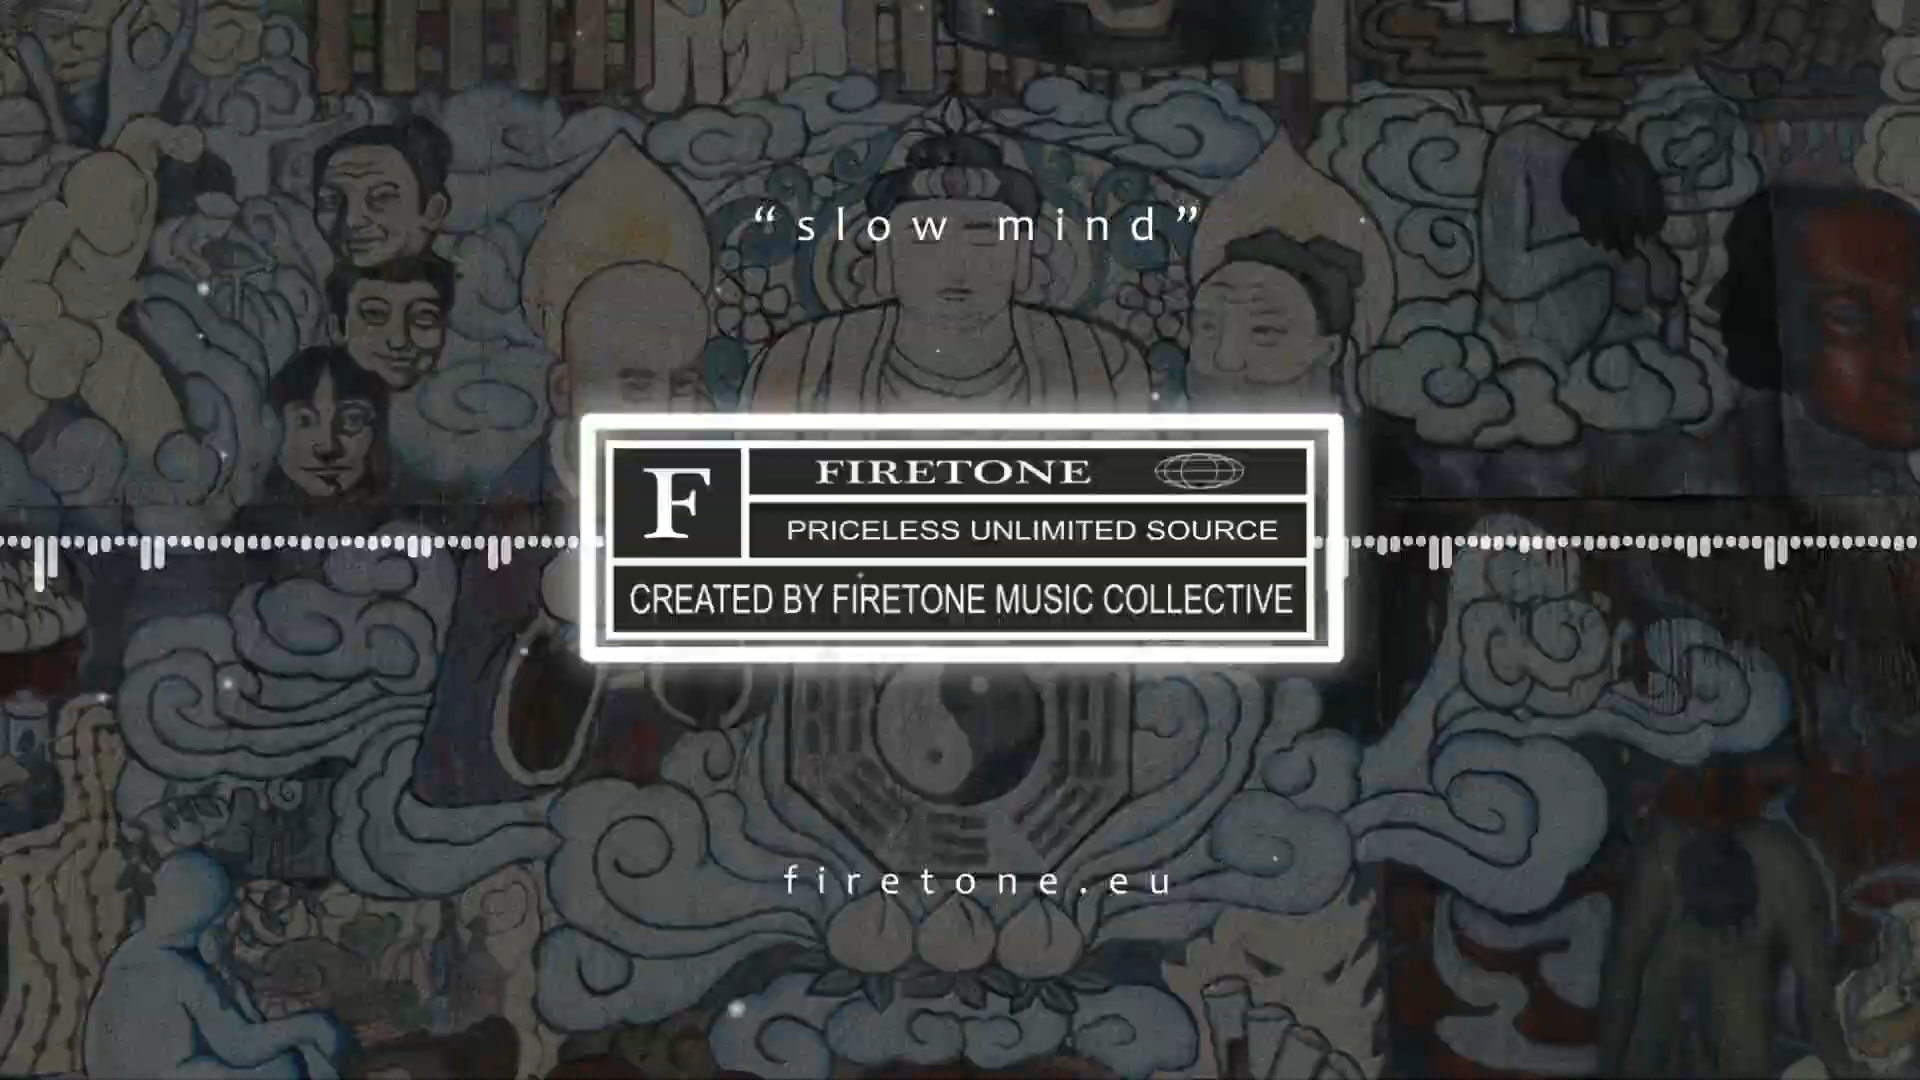 “slow mind”
F
FIRETONE
PRICELESS UNLIMITED SOURCE
CREATED BY FIRETONE MUSIC COLLECTIVE
firetone.eu